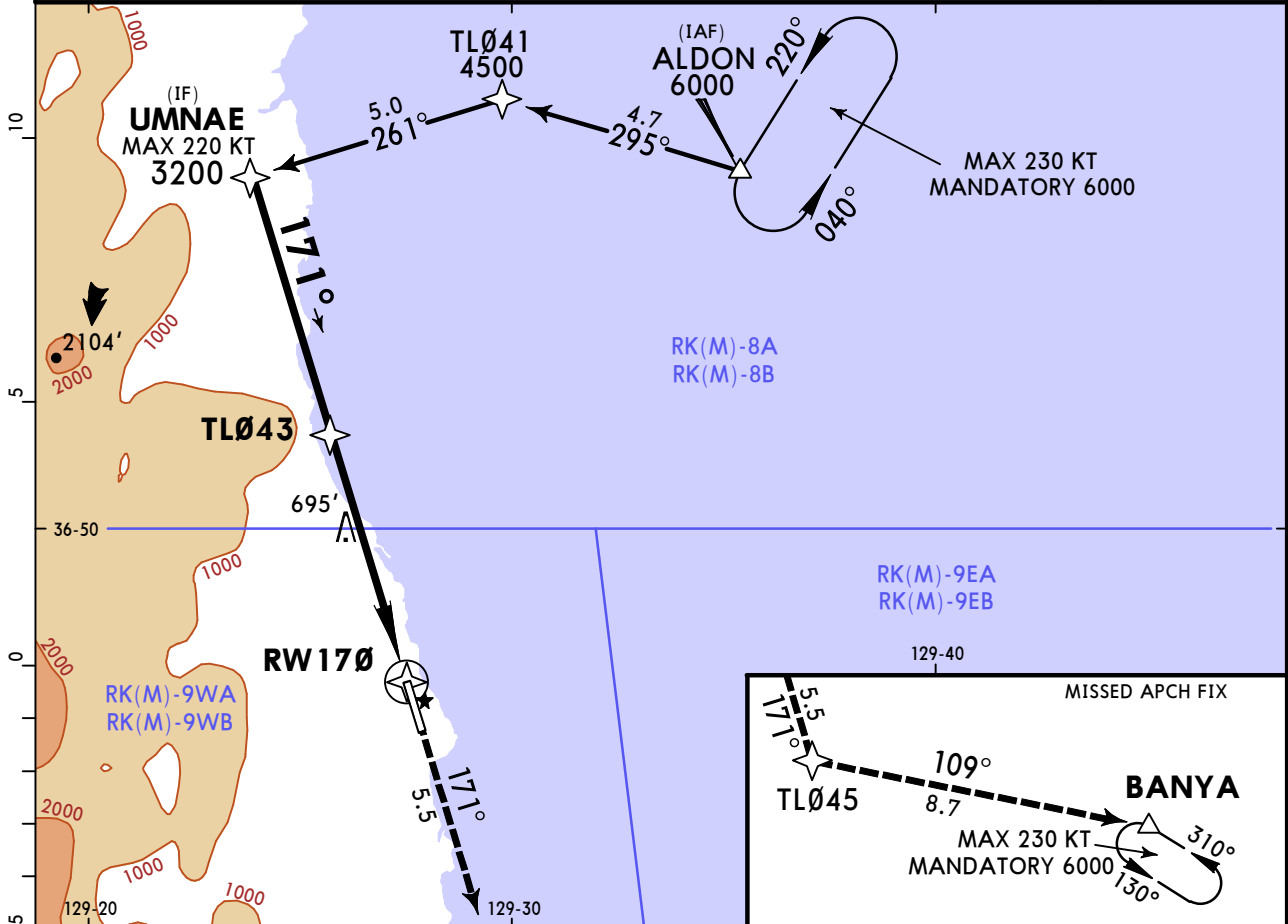 1000
TLØ41
4500
(IAF)
ALDON
6000
220°
(IF)
UMNAE
MAX 220 KT
3200
5.0
261°
4.7
295°
MAX 230 KT
MANDATORY 6000
040°
10
171°
2104'
2000
1000
RK(M)-8A
RK(M)-8B
5
TLØ43
695'
36-50
1000
RK(M)-9EA
RK(M)-9EB
RW17Ø
0
2000
129-40
RK(M)-9WA
RK(M)-9WB
171°
5.5
2000
1000
1000
129-20
129-30
5
5.5
171°
MISSED APCH FIX
109°
8.7
TLØ45
BANYA
MAX 230 KT
MANDATORY 6000
310°
130°